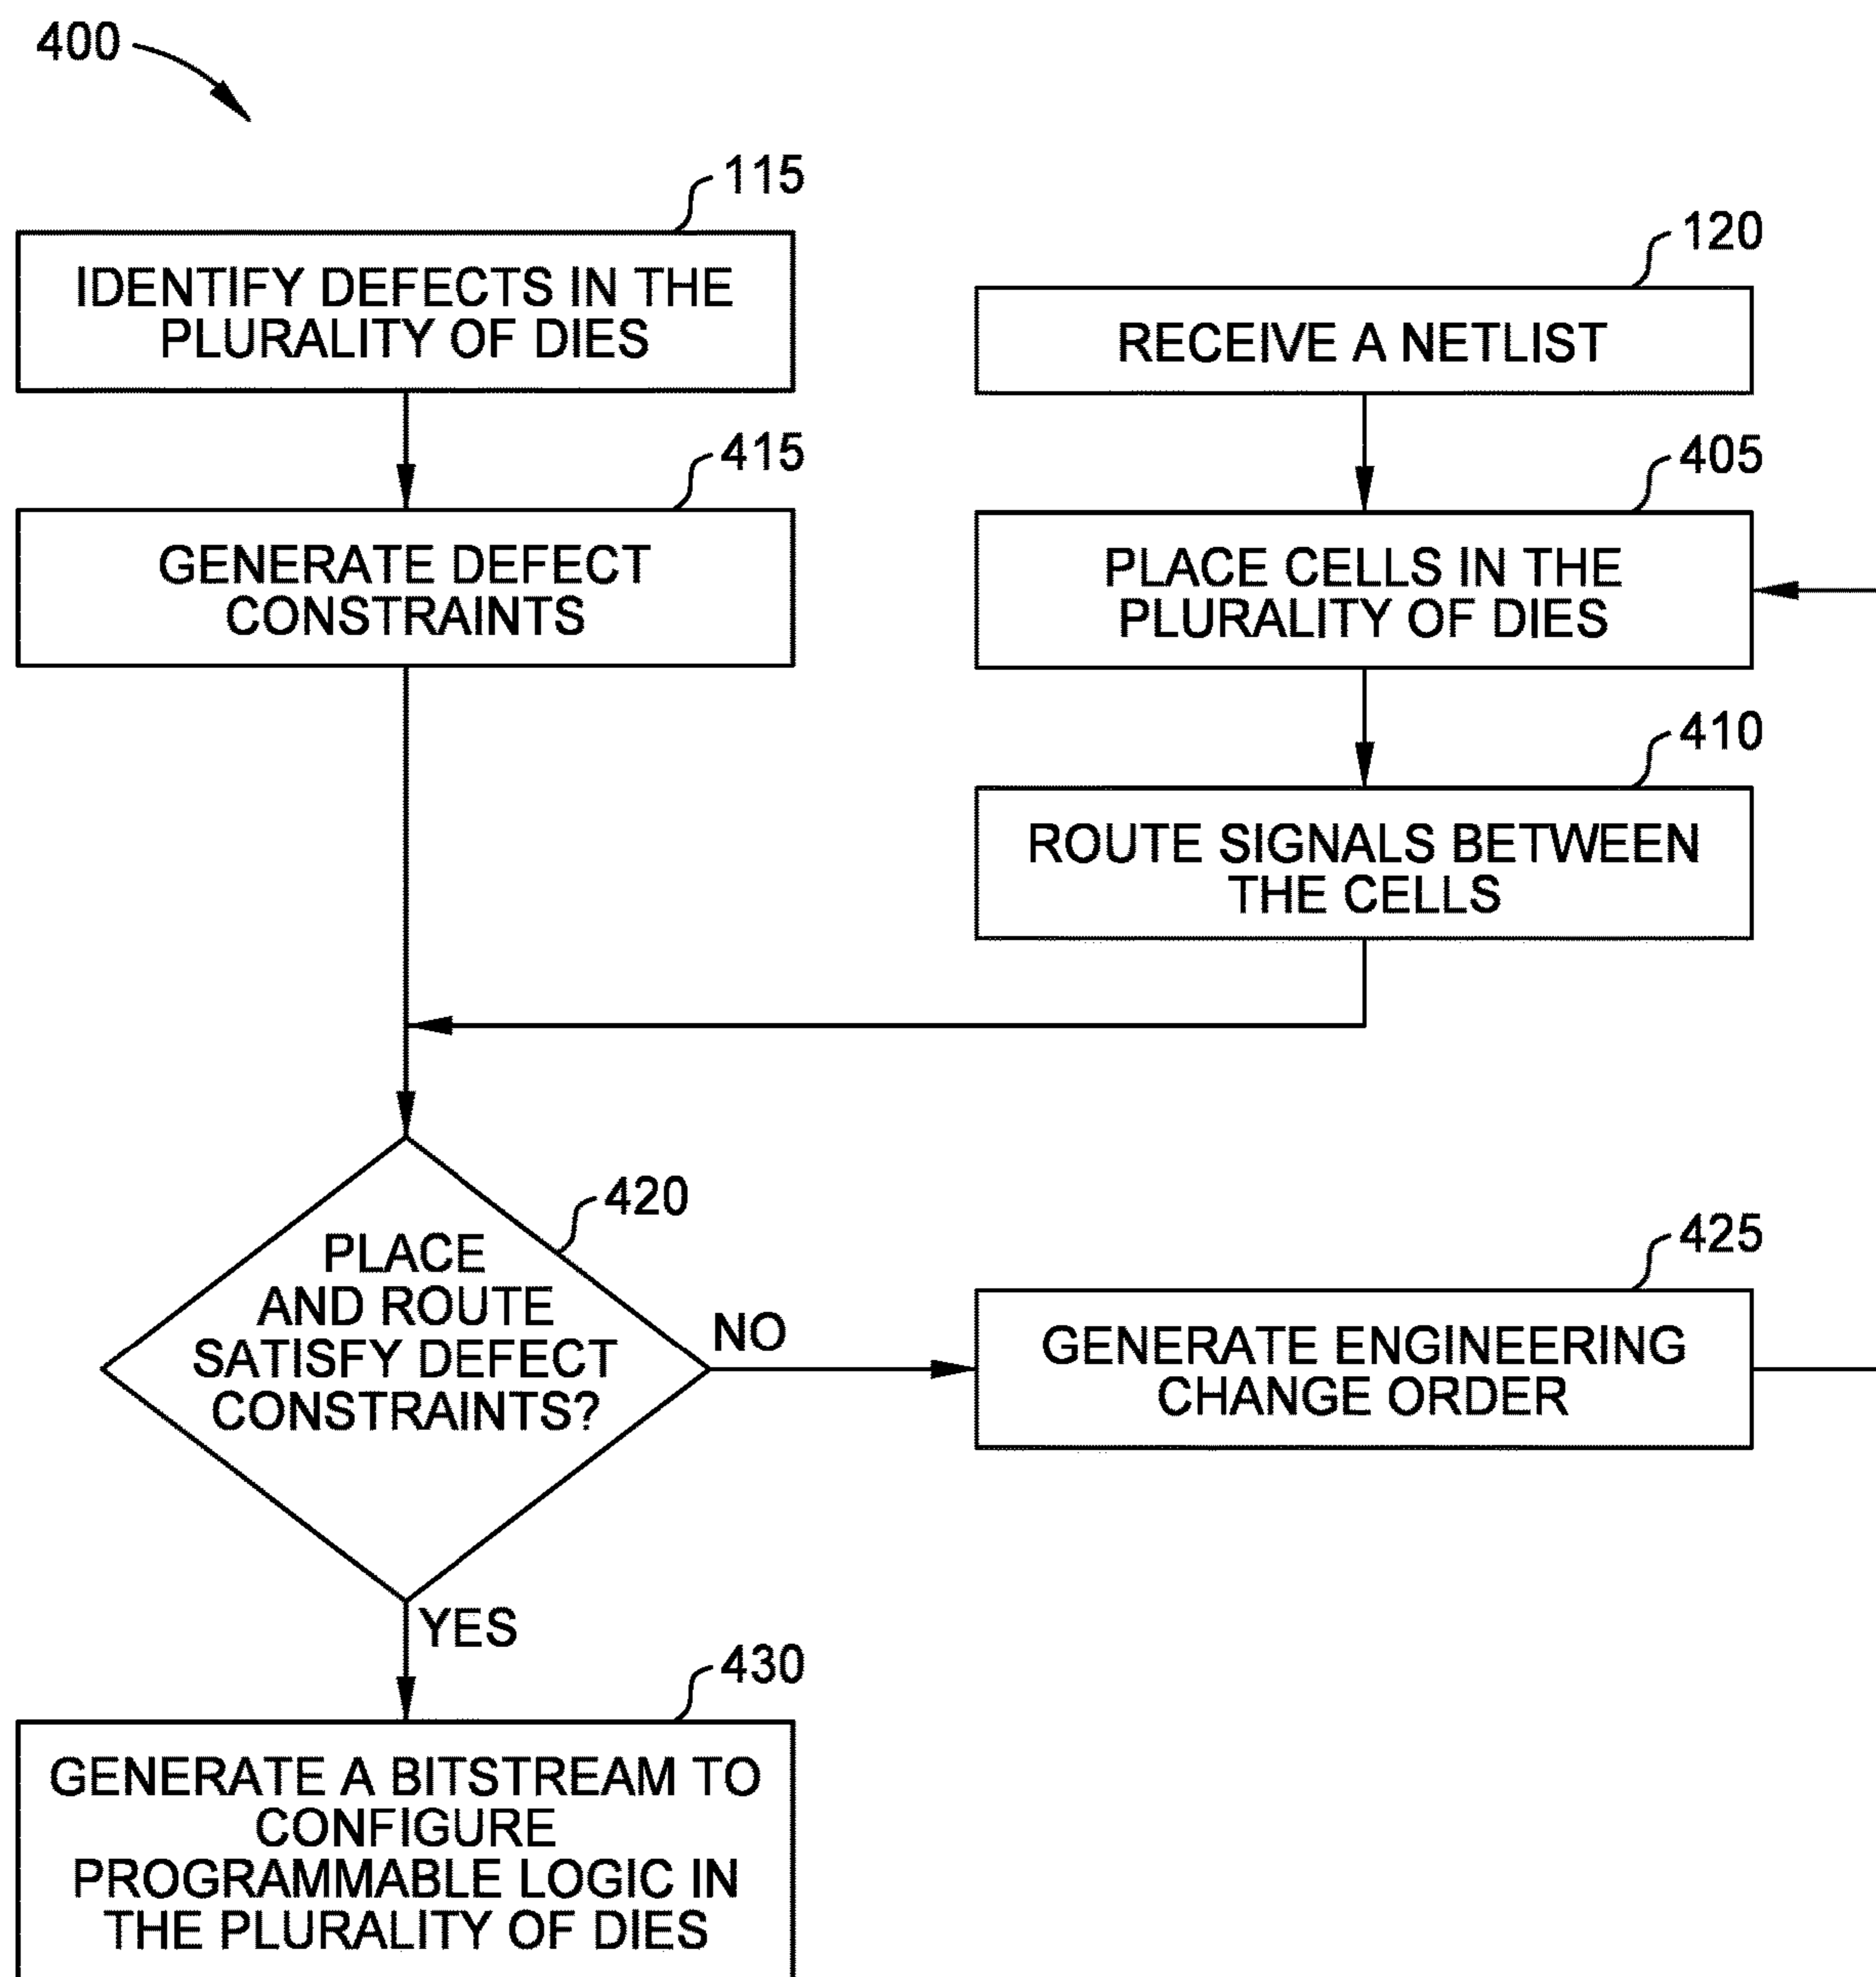 400
115
IDENTIFY DEFECTS IN THE
PLURALITY OF DIES
120
RECEIVE A NETLIST
415
GENERATE DEFECT
CONSTRAINTS
405
PLACE CELLS IN THE
PLURALITY OF DIES
410
ROUTE SIGNALS BETWEEN
THE CELLS
420
PLACE
AND ROUTE
SATISFY DEFECT
CONSTRAINTS?
NO
425
GENERATE ENGINEERING
CHANGE ORDER
YES
430
GENERATE A BITSTREAM TO
CONFIGURE
PROGRAMMABLE LOGIC IN
THE PLURALITY OF DIES